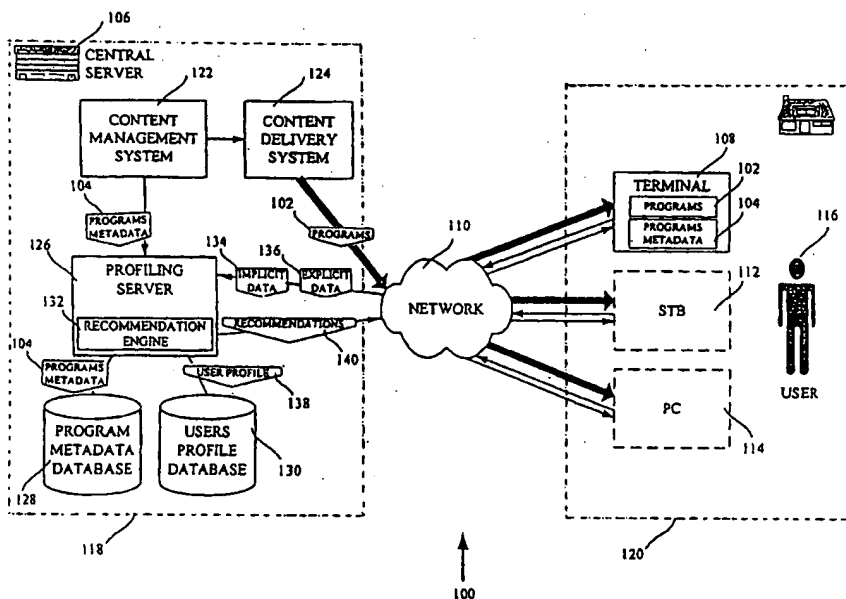 106
CENTRAL
SERVER
122
124
CONTENT
MANAGEMENT
SYSTEM
CONTENT
DELIVERY
SYSTEM
104
PROGRAMS
METADATA
102
PROGRAMS
126
134
136
IMPLICIT
DATA
EXPLICIT
DATA
PROFILING
SERVER
132
RECOMMENDATION
ENGINE
RECOMMENDATIONS
140
104
PROGRAMS
METADATA
USER PROFILE
138
PROGRAM
METADATA
DATABASE
128
USERS
PROFILE
DATABASE
130
118
110
NETWORK
108
TERMINAL
102
PROGRAMS
104
PROGRAMS
METADATA
112
STB
116
USER
PC
114
120
100